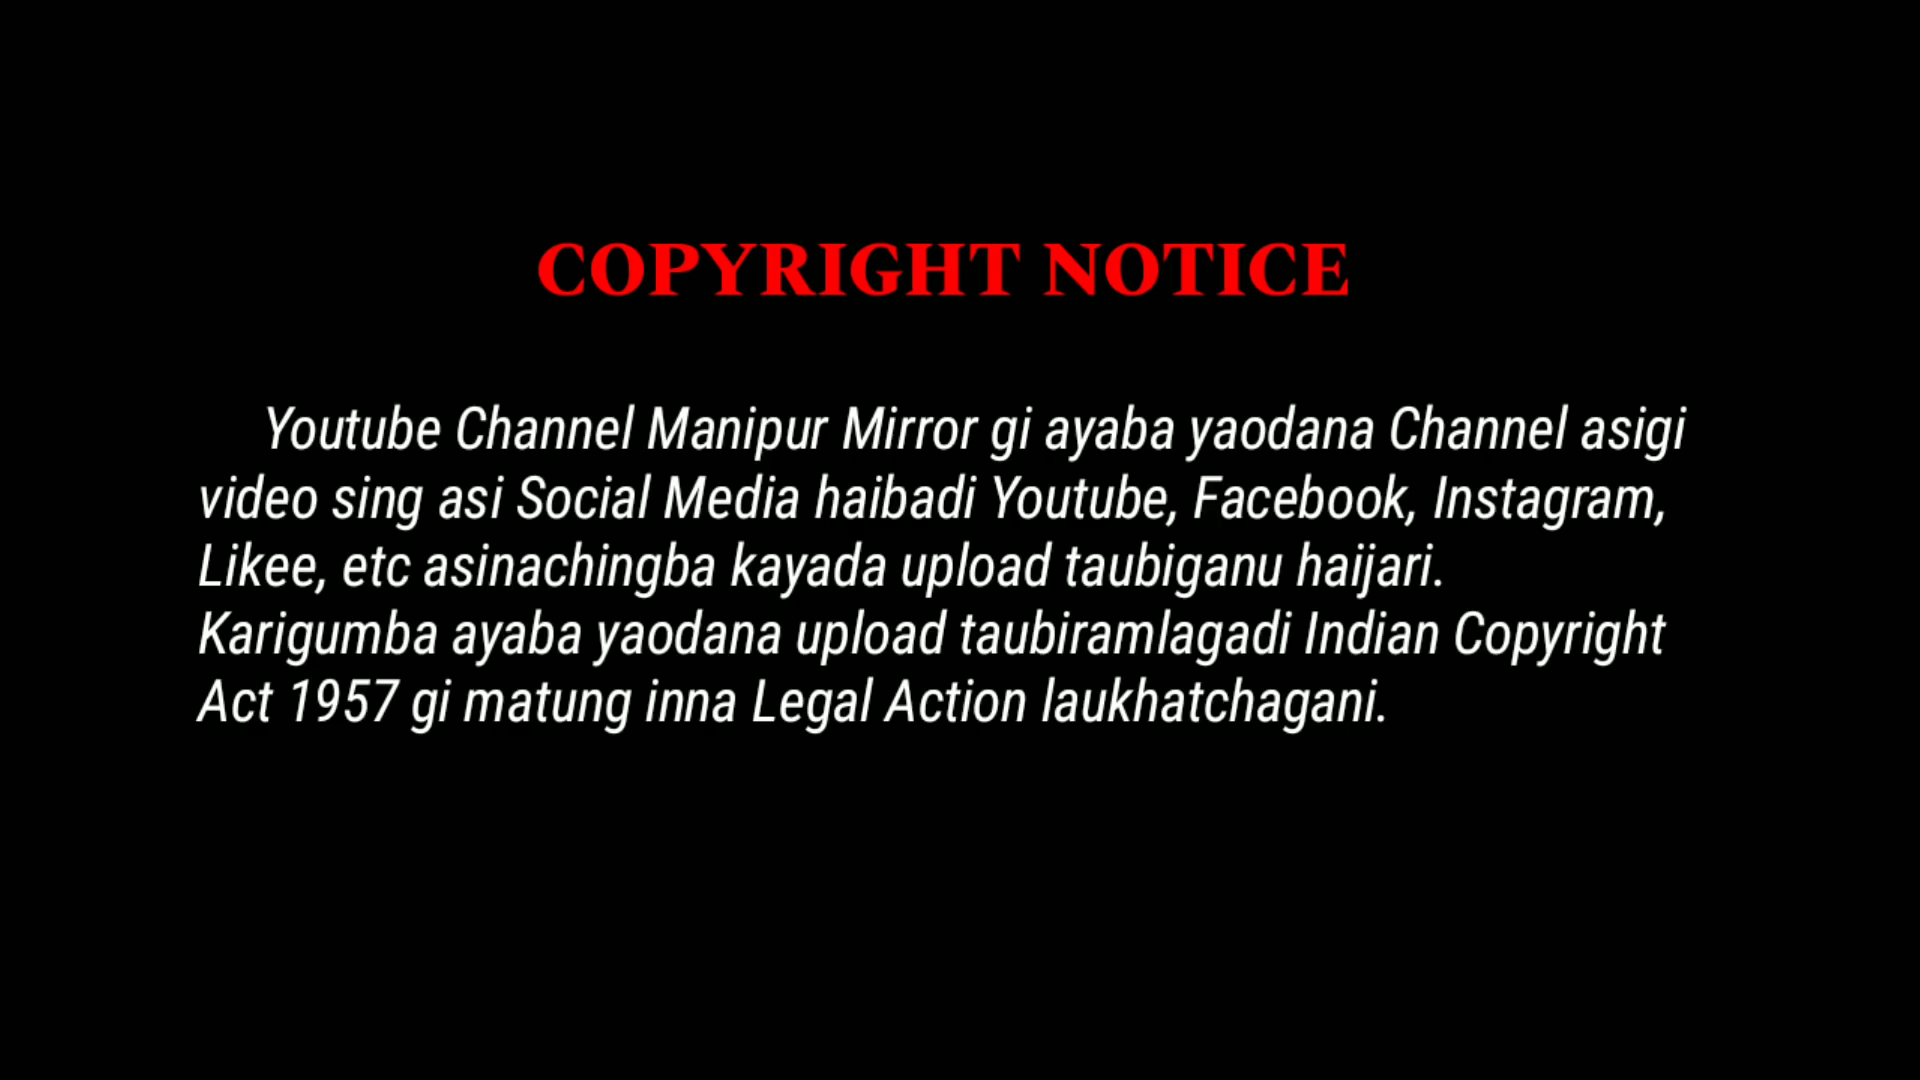 COPYRIGHT NOTICE
Youtube Channel Manipur Mirror gi ayaba yaodana Channel asigi
video sing asi Social Media haibadi Youtube, Facebook, Instagram,
Likee, etc asinachingba kayada upload taubiganu haijari.
Karigumba ayaba yaodana upload taubiramlagadi Indian Copyright
Act 1957 gi matung inna Legal Action laukhatchagani.